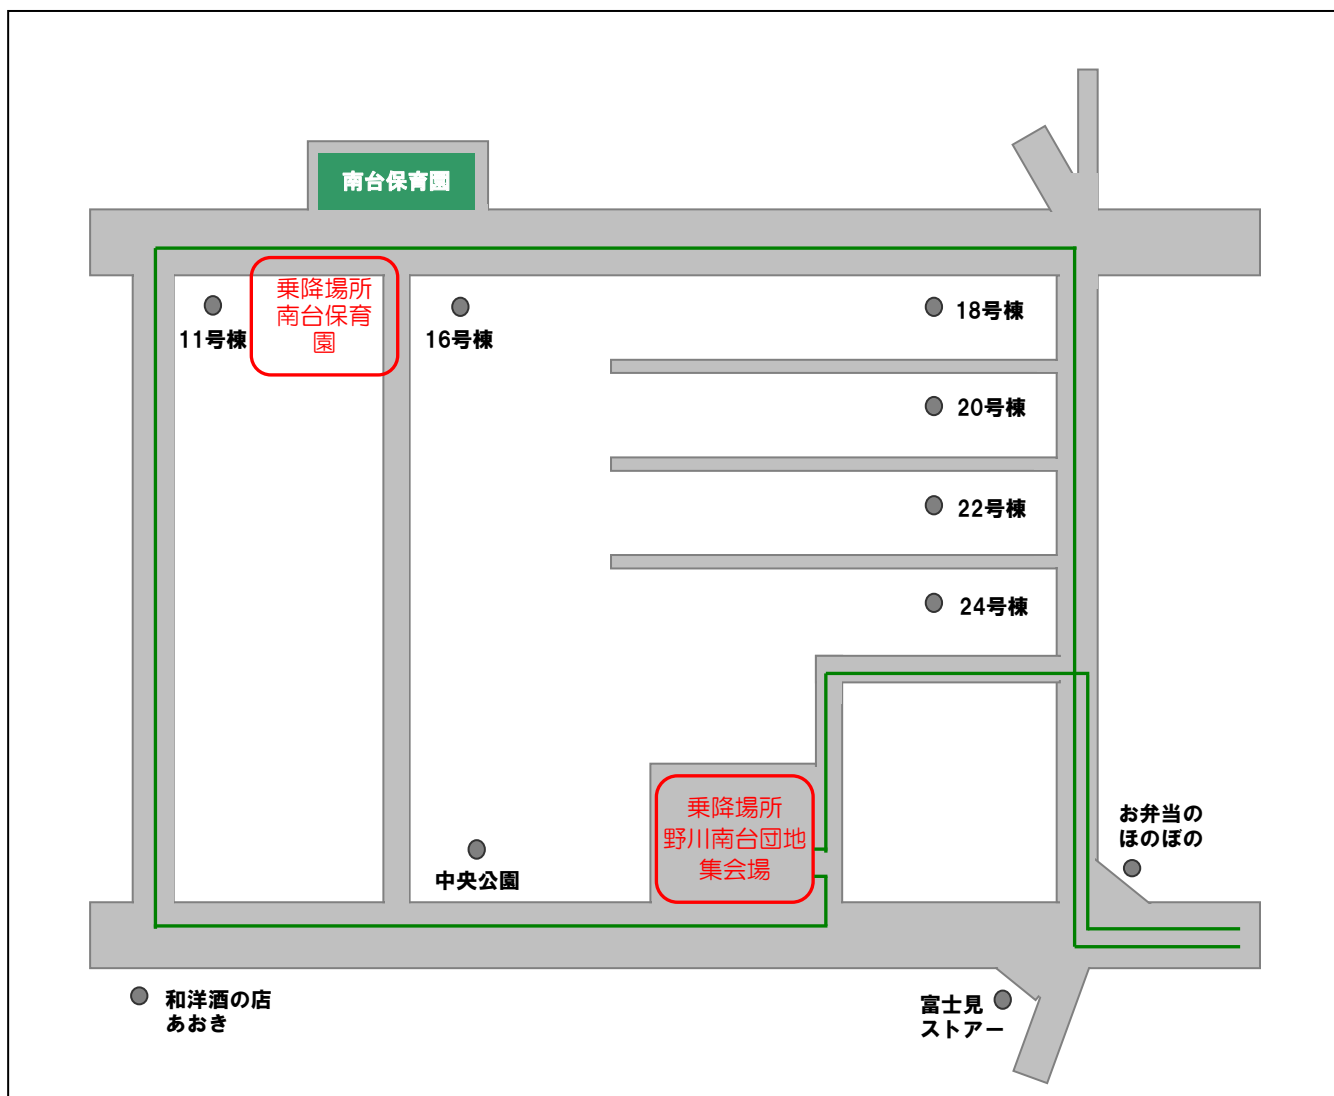 南台保育園
乗降場所
南台保育
園
11号棟
16号棟
18号棟
20号棟
22号棟
24号棟
乗降場所
野川南台団地
集会場
お弁当の
ほのぼの
中央公園
和洋酒の店
あおき
富士見
ストアー